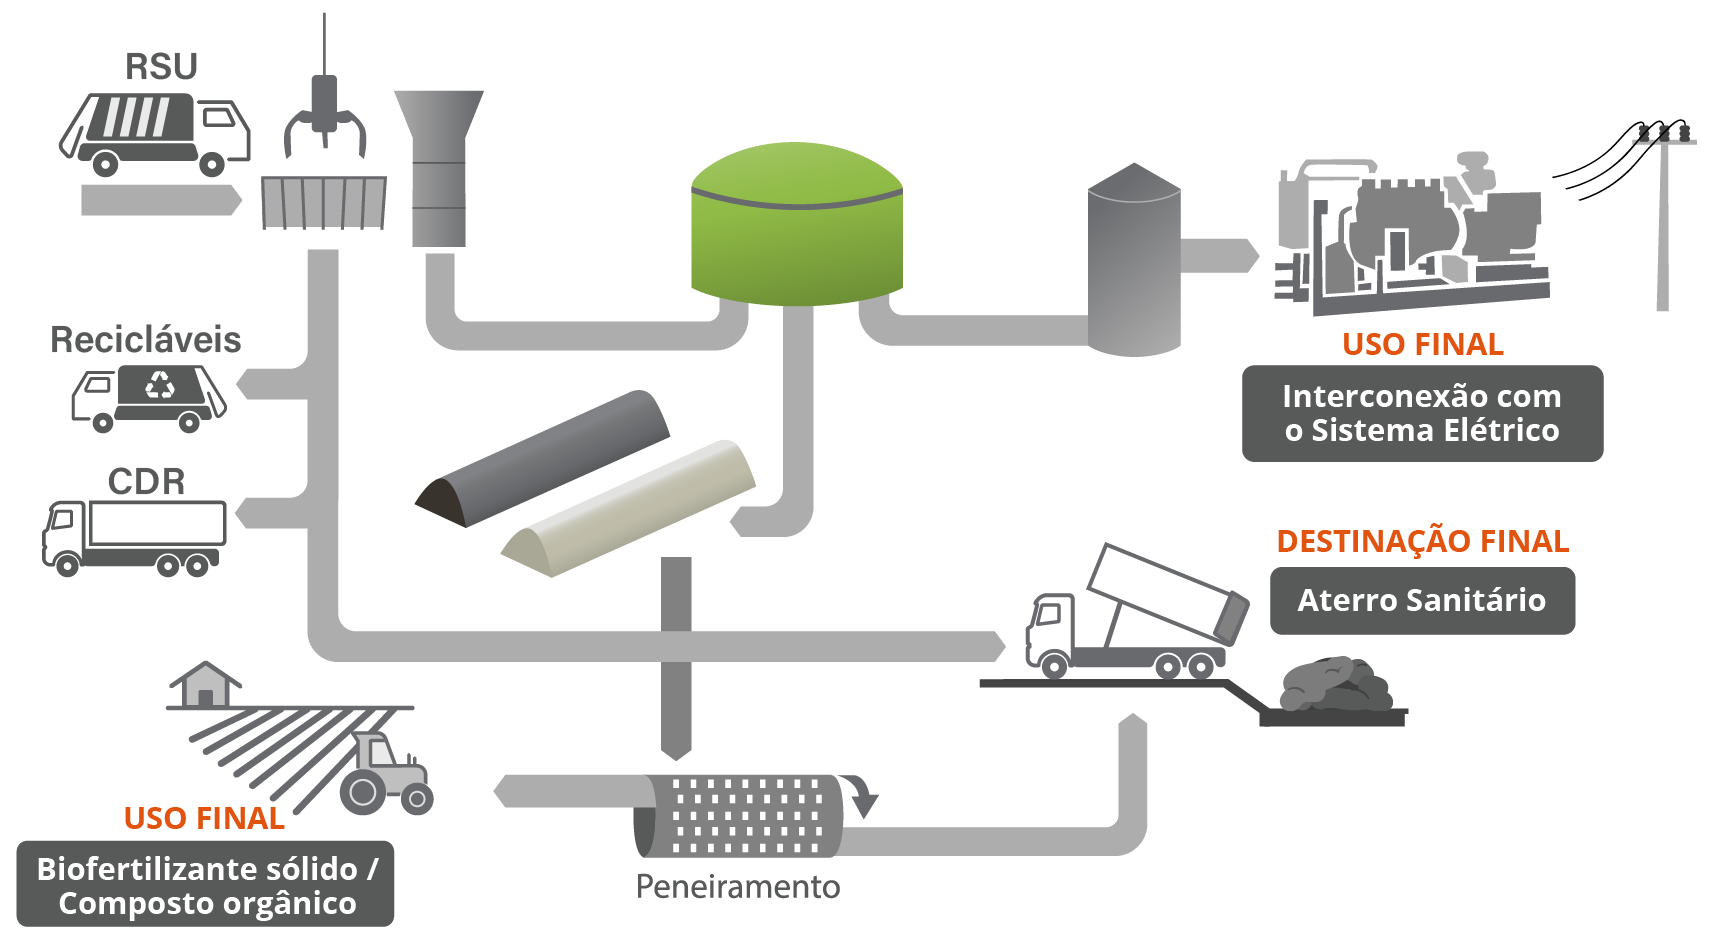 RSU
Recicláveis
CDR
USO FINAL
Interconexão com
o Sistema Elétrico
DESTINAÇÃO FINAL
Aterro Sanitário
USO FINAL
Biofertilizante sólido /
Composto orgânico
Peneiramento